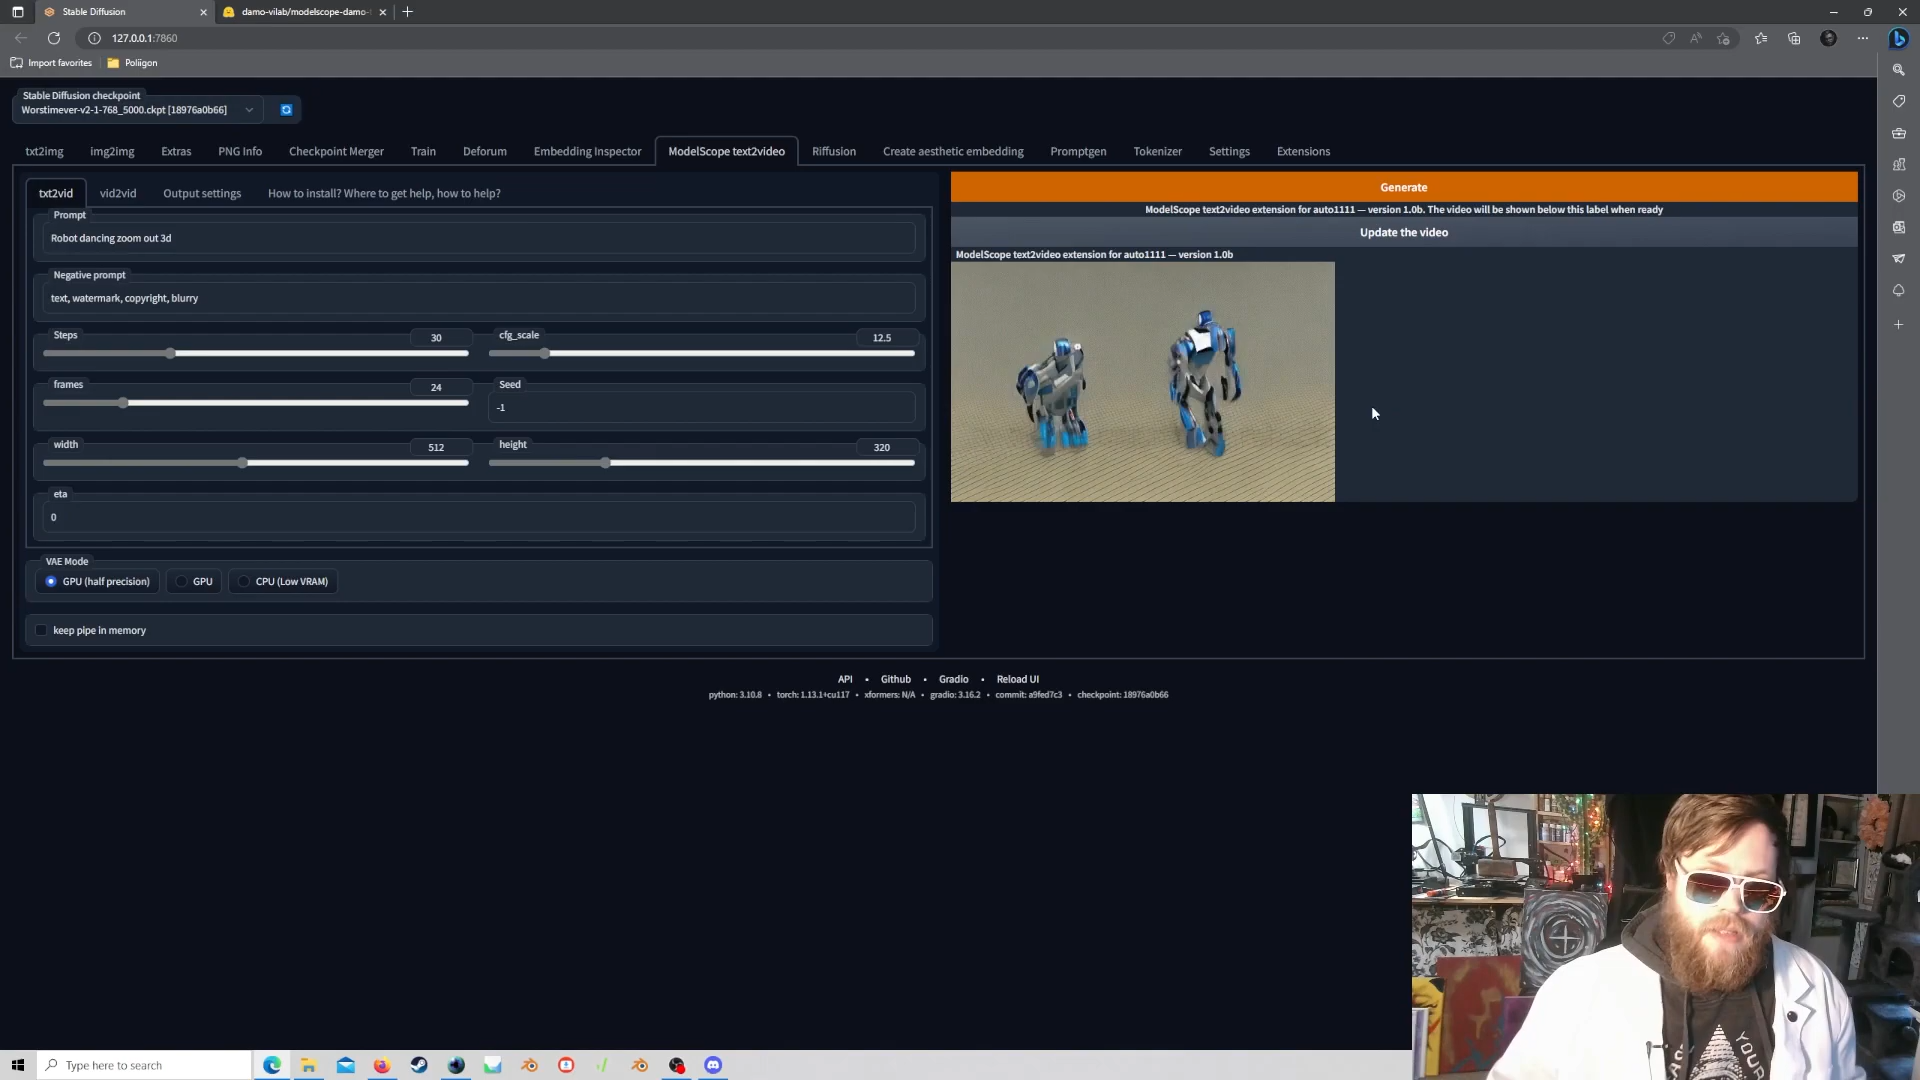 Stable Diffusion
damo-vilab/modelscope-damo-
127.0.0.1:7860
Import favorites
Poliigon
Stable Diffusion checkpoint
Worstimever-v2-1-768_5000.ckpt [18976a0b66]
txt2img
img2img
Extras
PNG Info
Checkpoint Merger
Train
Deforum
Embedding Inspector
ModelScope text2video
Riffusion
Create aesthetic embedding
Promptgen
Tokenizer
Settings
Extensions
txt2vid
vid2vid
Output settings
How to install? Where to get help, how to help?
Prompt
Robot dancing zoom out 3d
Negative prompt
text, watermark, copyright, blurry
Steps
30
cfg_scale
12.5
frames
24
Seed
-1
width
512
height
320
eta
0
VAE Mode
GPU (half precision)
GPU
CPU (Low VRAM)
keep pipe in memory
Generate
ModelScope text2video extension for auto1111 — version 1.0b. The video will be shown below this label when ready
Update the video
ModelScope text2video extension for auto1111 — version 1.0b
API • Github • Gradio • Reload UI
python: 3.10.8 • torch: 1.13.1+cu117 • xformers: N/A • gradio: 3.16.2 • commit: a9fed7c3 • checkpoint: 18976a0b66
YOUR
Type here to search